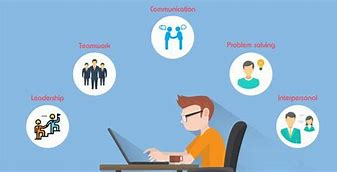 Communication
Teamwork
Problem solving
Leadership
Interpersonal